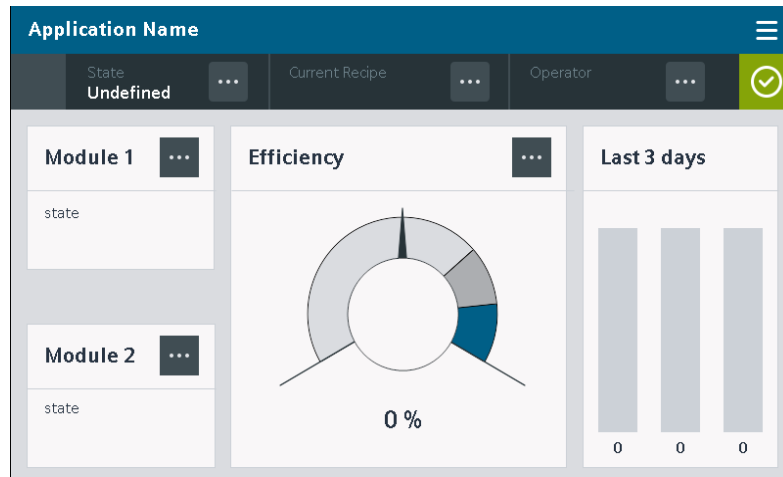 Application Name
State
Undefined
Current Recipe
Operator
Module 1
state
Efficiency
0 %
Last 3 days
0 0 0
Module 2
state